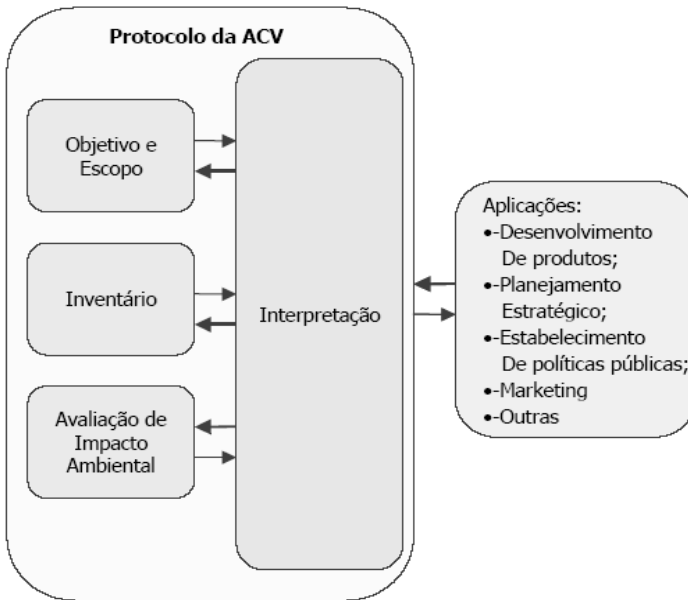 Protocolo da ACV
Objetivo e
Escopo
Inventário
Avaliação de
Impacto
Ambiental
Interpretação
Aplicações:
•-Desenvolvimento
De produtos;
•-Planejamento
Estratégico;
•-Estabelecimento
De políticas públicas;
•-Marketing
•-Outras